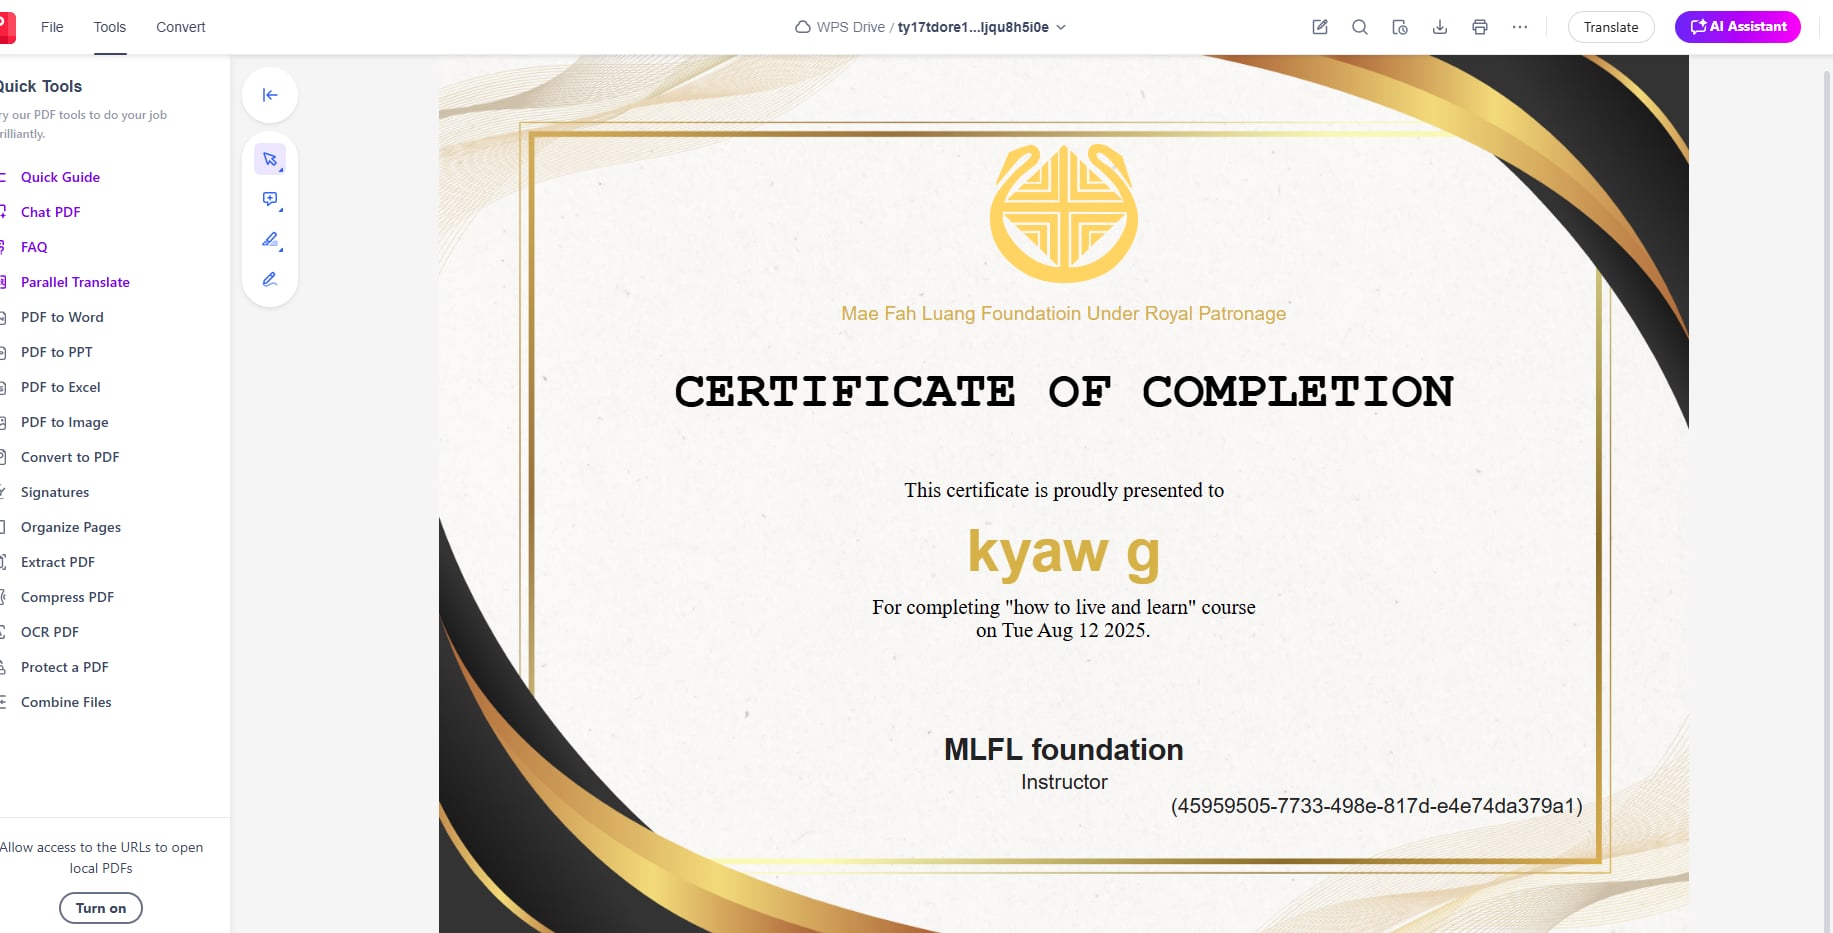 File
Tools
Convert
WPS Drive / ty17tdore1...ljqu8h5i0e
Translate
AI Assistant
Quick Tools
ry our PDF tools to do your job
rilliantly.
Quick Guide
Chat PDF
FAQ
Parallel Translate
PDF to Word
PDF to PPT
PDF to Excel
PDF to Image
Convert to PDF
Signatures
Organize Pages
Extract PDF
Compress PDF
OCR PDF
Protect a PDF
Combine Files
Allow access to the URLs to open
local PDFs
Turn on
Mae Fah Luang Foundatioin Under Royal Patronage
CERTIFICATE OF COMPLETION
This certificate is proudly presented to
kyaw g
For completing "how to live and learn" course
on Tue Aug 12 2025.
MLFL foundation
Instructor
(45959505-7733-498e-817d-e4e74da379a1)